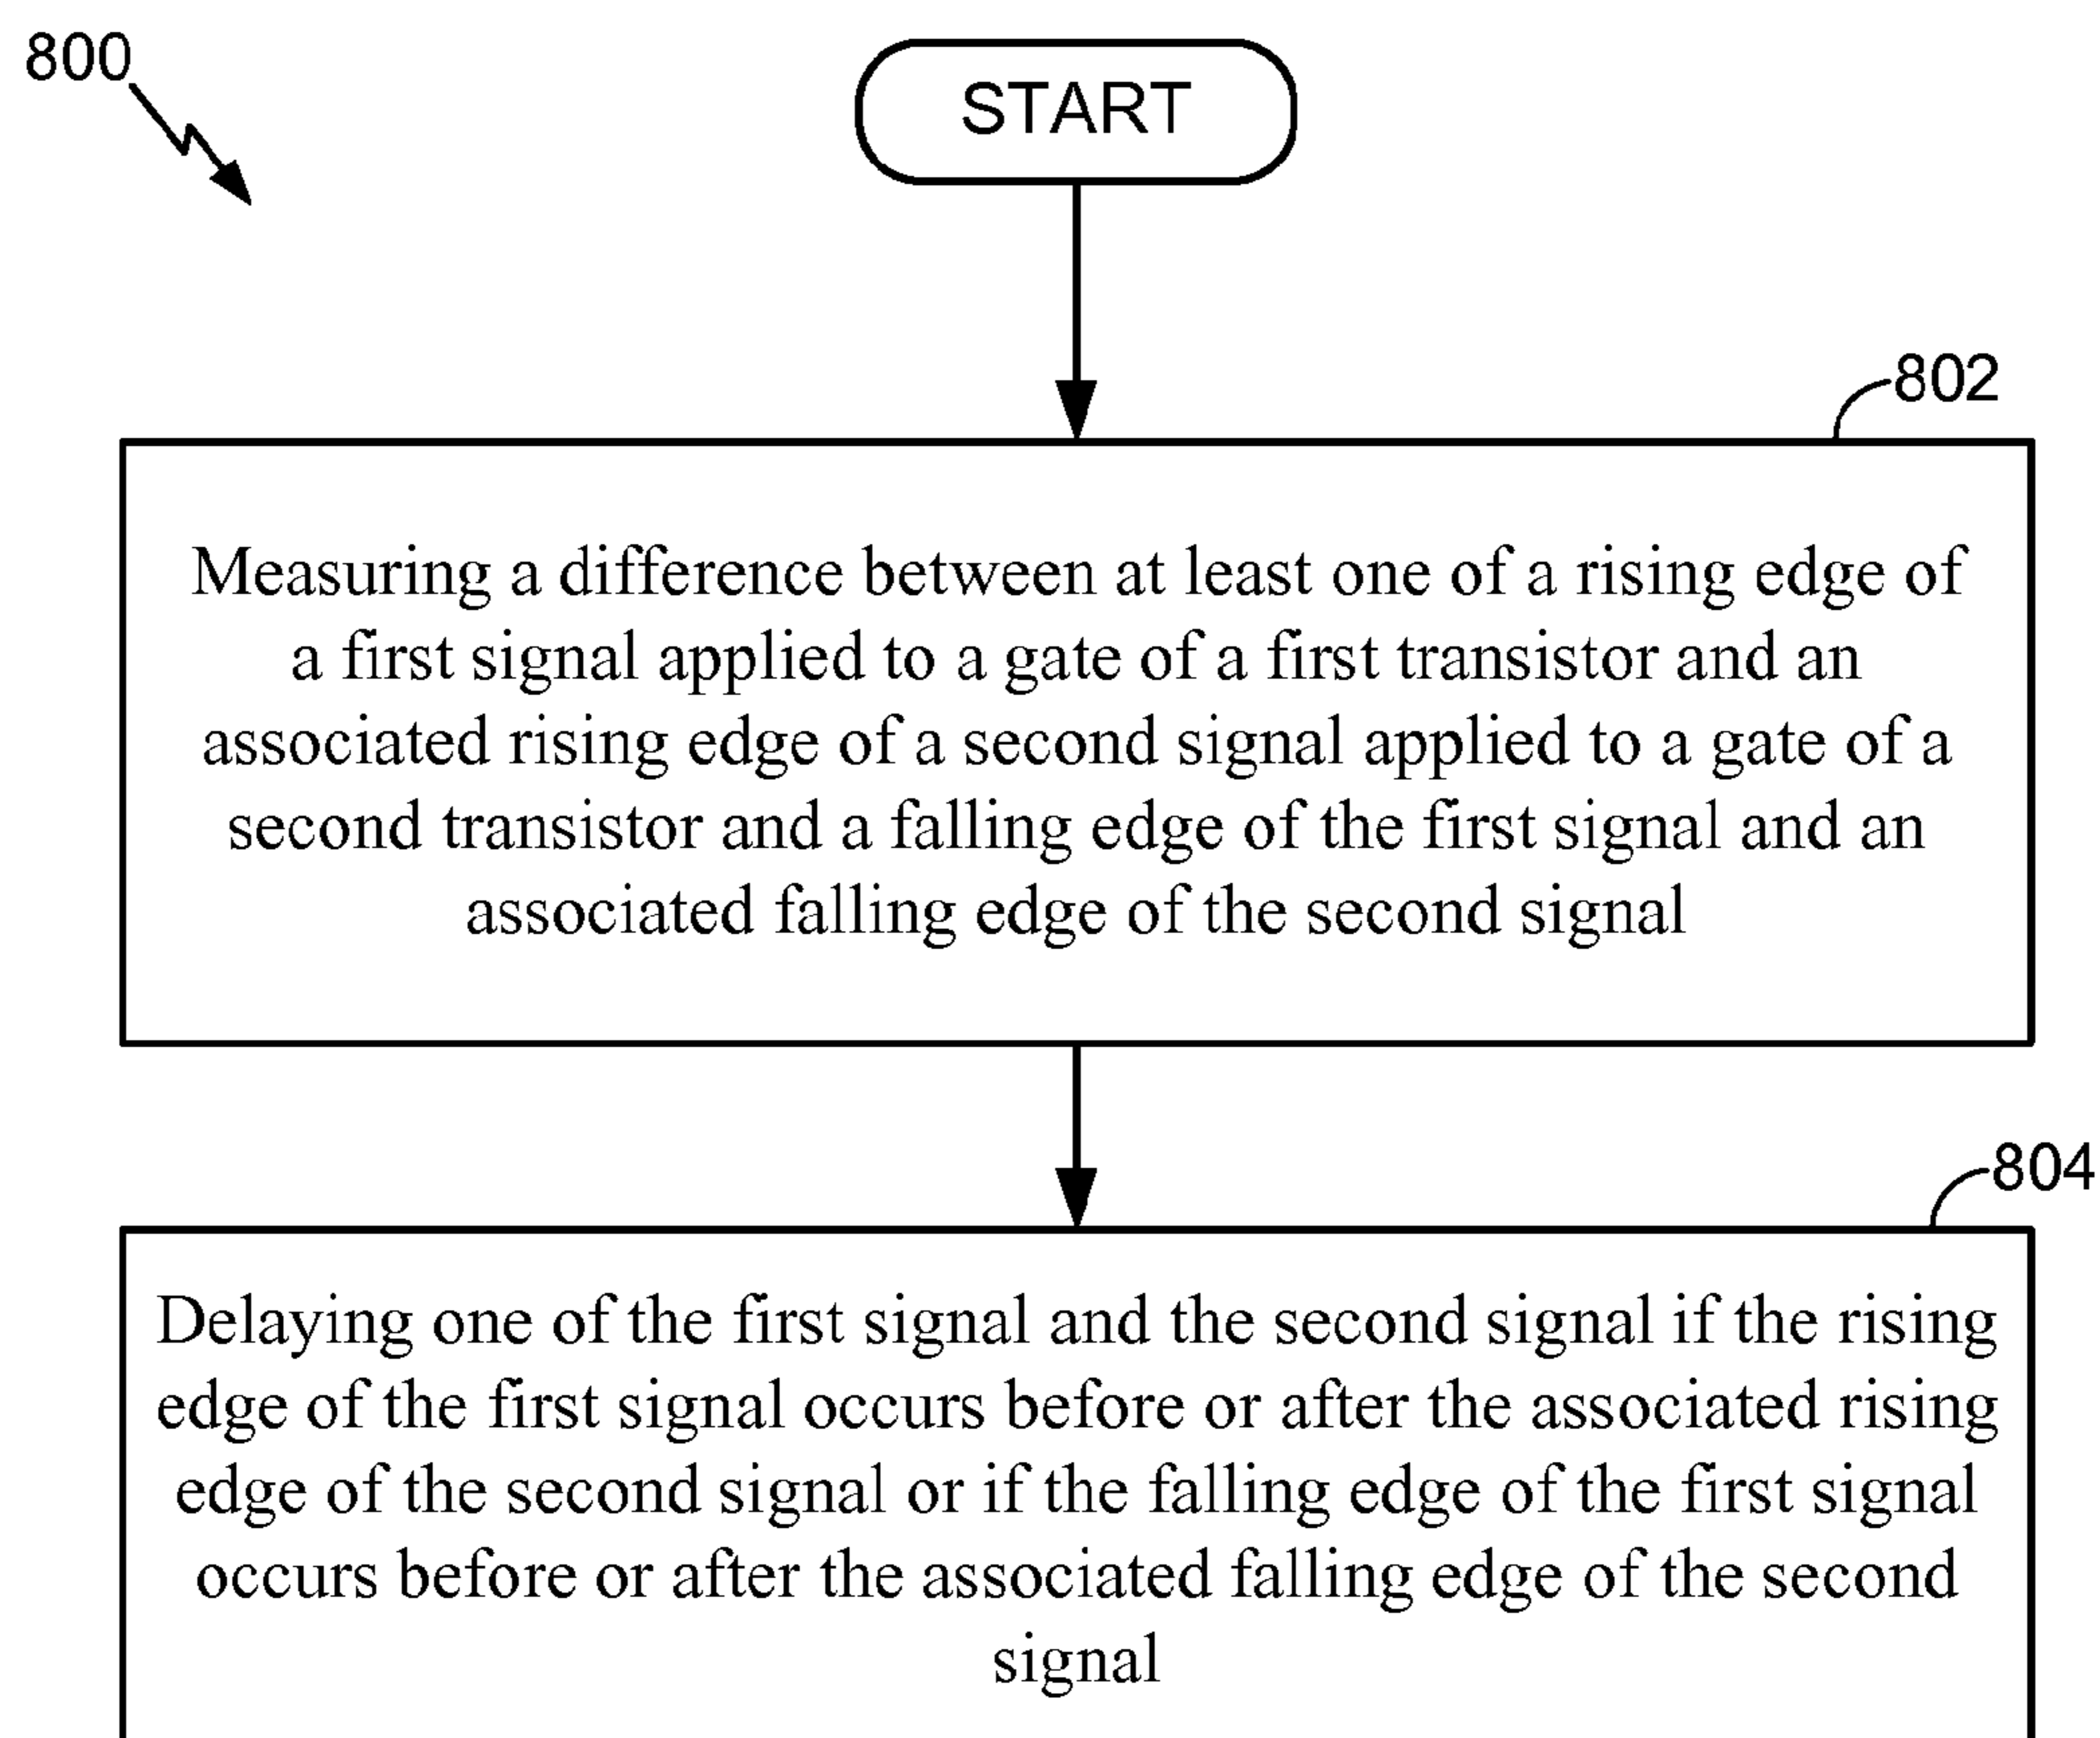 800
START
802
Measuring a difference between at least one of a rising edge of
a first signal applied to a gate of a first transistor and an
associated rising edge of a second signal applied to a gate of a
second transistor and a falling edge of the first signal and an
associated falling edge of the second signal
804
Delaying one of the first signal and the second signal if the rising
edge of the first signal occurs before or after the associated rising
edge of the second signal or if the falling edge of the first signal
occurs before or after the associated falling edge of the second
signal